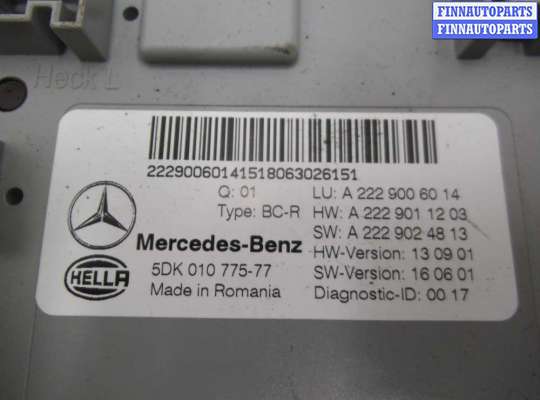 FINNAUTOPARTS
FINNAUTOPARTS
Heck L
22290060141518063026151
Q: 01
LU: A 222 900 60 14
Type: BC-R
HW: A 222 901 12 03
SW: A 222 902 48 13
Mercedes-Benz
HW-Version: 13 09 01
HELLA
5DK 010 775-77
SW-Version: 16 06 01
Made in Romania
Diagnostic-ID: 00 17